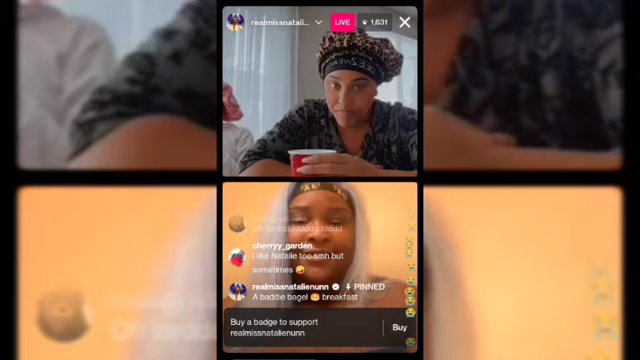 realmissnatali...
LIVE
1,631
cherryy_garden
I like Natalie too smh but
sometimes 🤪
realmissnatalienunn
PINNED
A baddie bagel 🥯 breakfast
Buy a badge to support
realmissnatalienunn
Buy